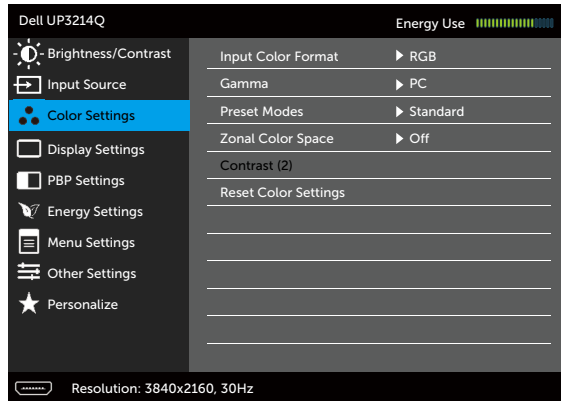 Dell UP3214Q
Energy Use
Brightness/Contrast
Input Source
Color Settings
Display Settings
PBP Settings
Energy Settings
Menu Settings
Other Settings
Personalize
Input Color Format RGB
Gamma PC
Preset Modes Standard
Zonal Color Space Off
Contrast (2)
Reset Color Settings
Resolution: 3840x2160, 30Hz